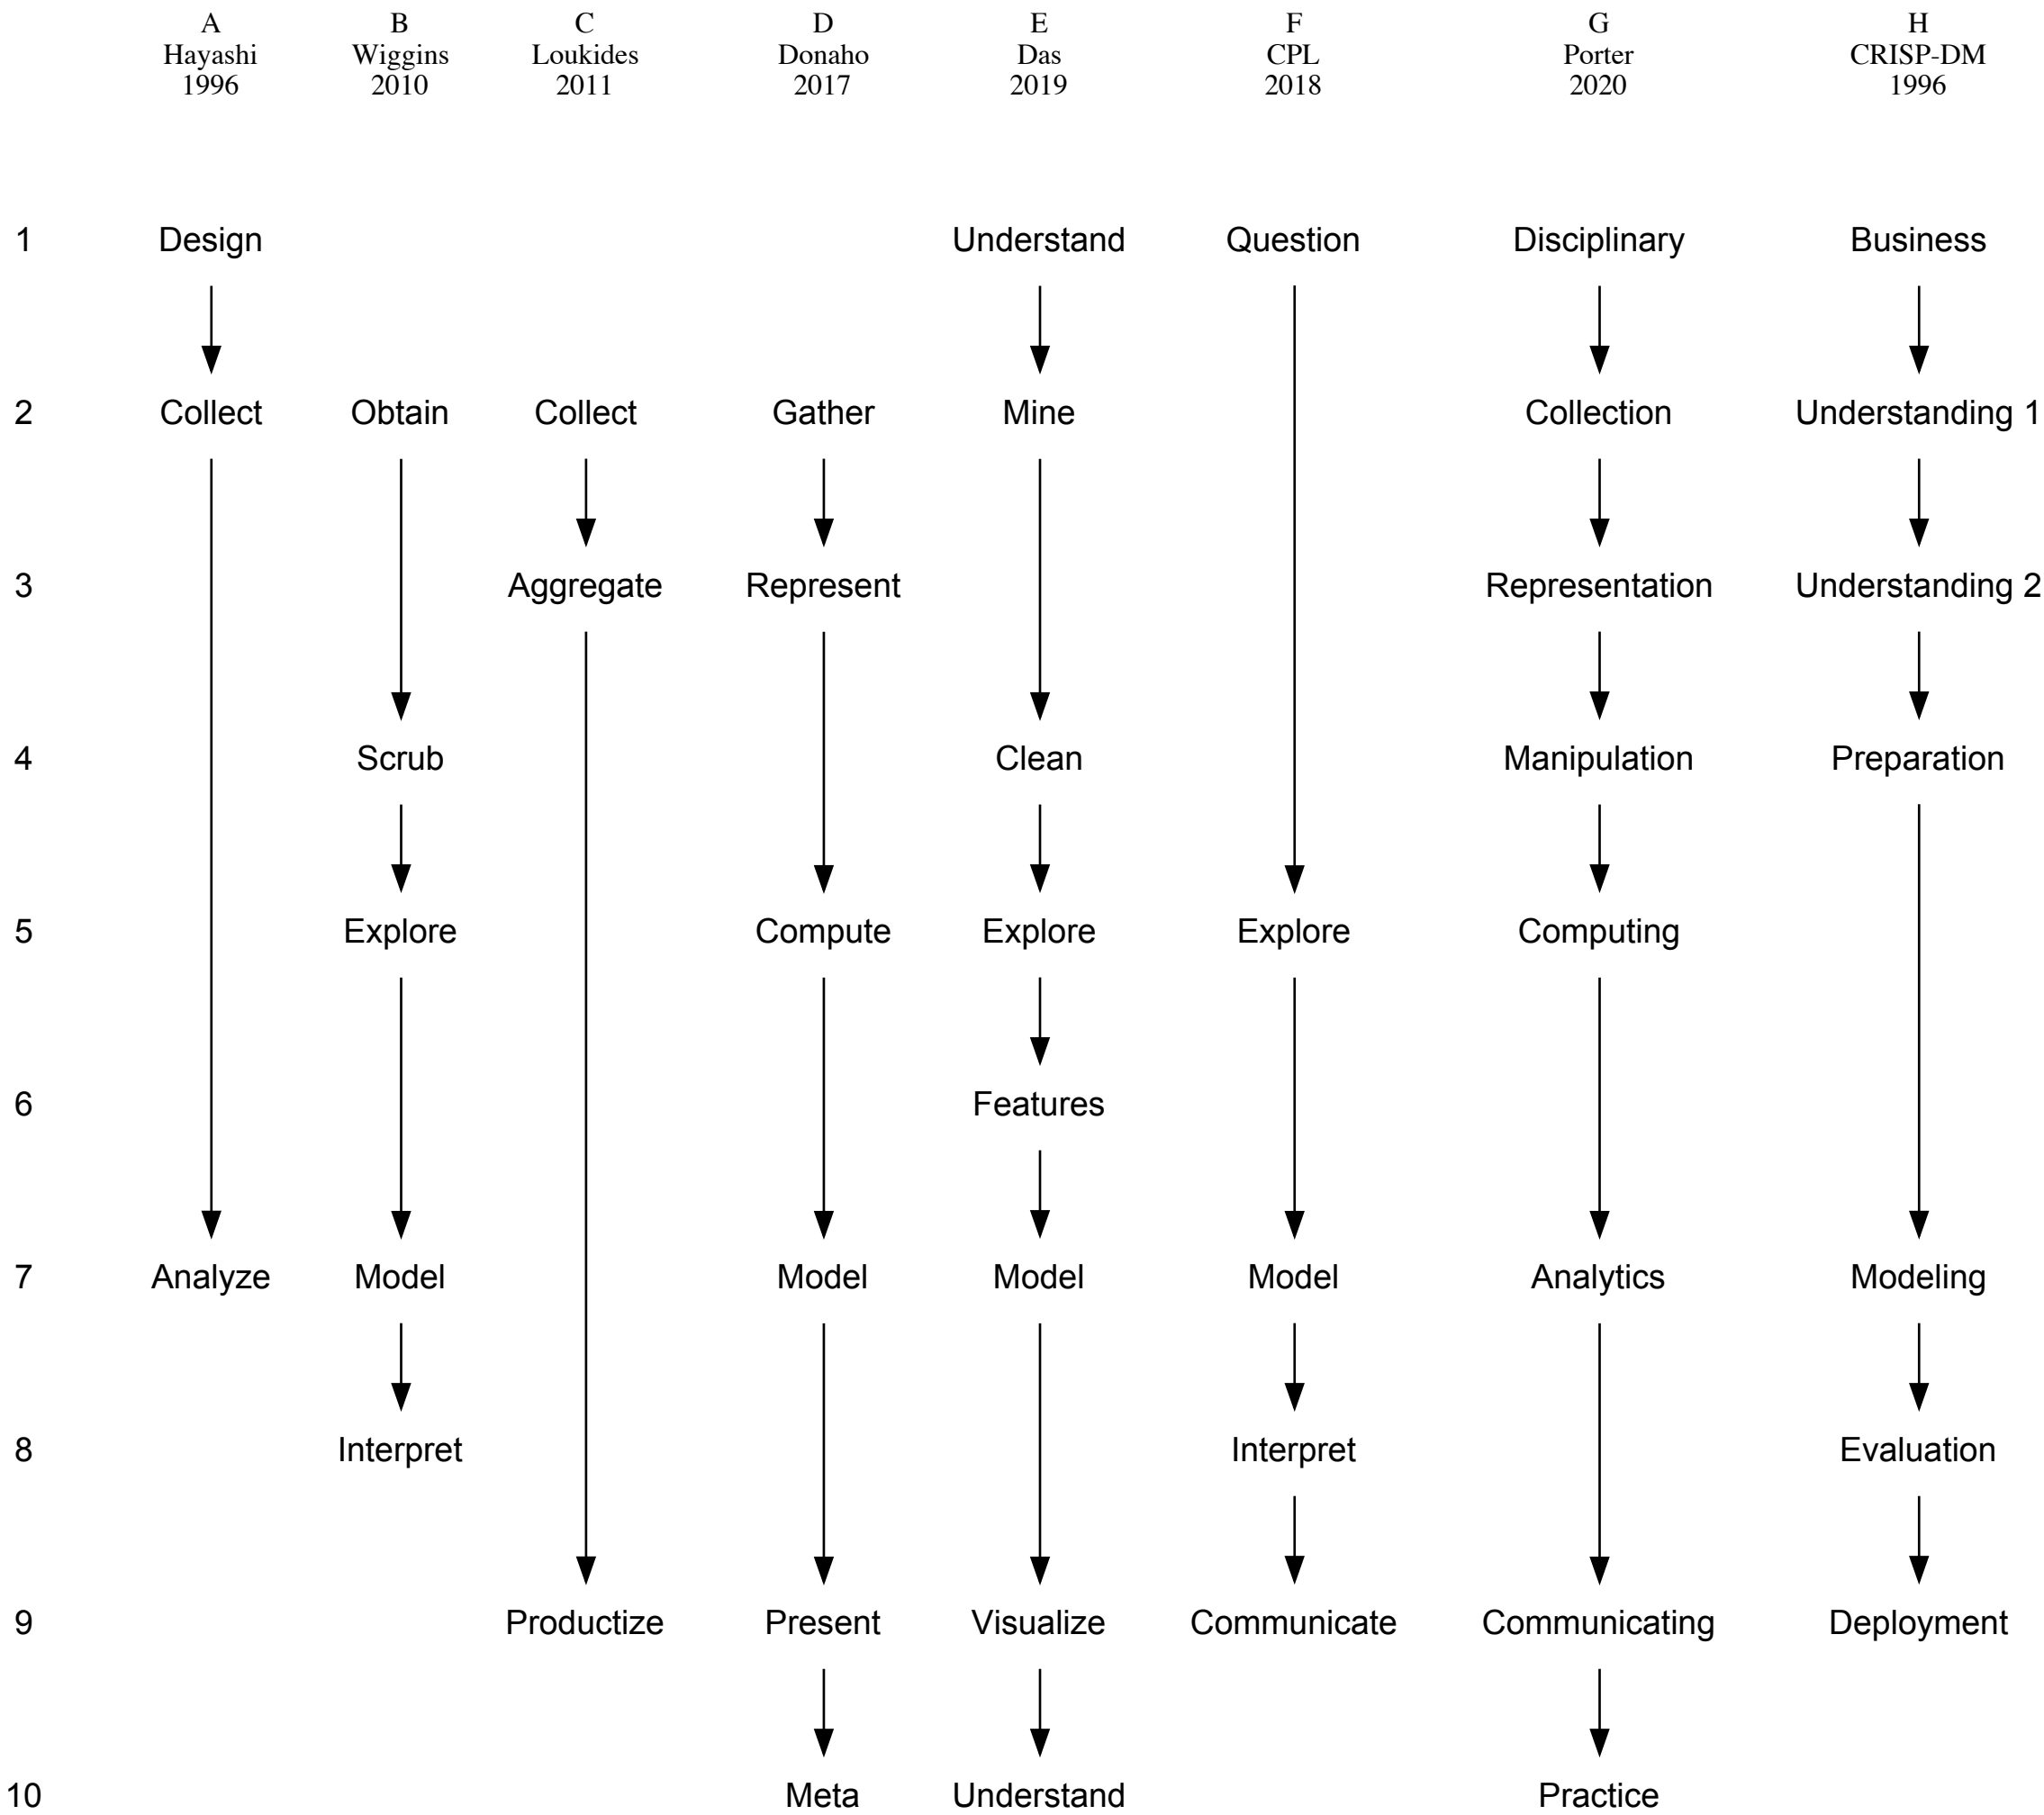 A B C D E F G H
Hayashi Wiggins Loukides Donaho Das CPL Porter CRISP-DM
1996 2010 2011 2017 2019 2018 2020 1996
1 Design Understand Question Disciplinary Business
2 Collect Obtain Collect Gather Mine Collection Understanding 1
3 Aggregate Represent Representation Understanding 2
4 Scrub Clean Manipulation Preparation
5 Explore Compute Explore Explore Computing
6 Features
7 Analyze Model Model Model Model Analytics Modeling
8 Interpret Interpret Evaluation
9 Productize Present Visualize Communicate Communicating Deployment
10 Meta Understand Practice